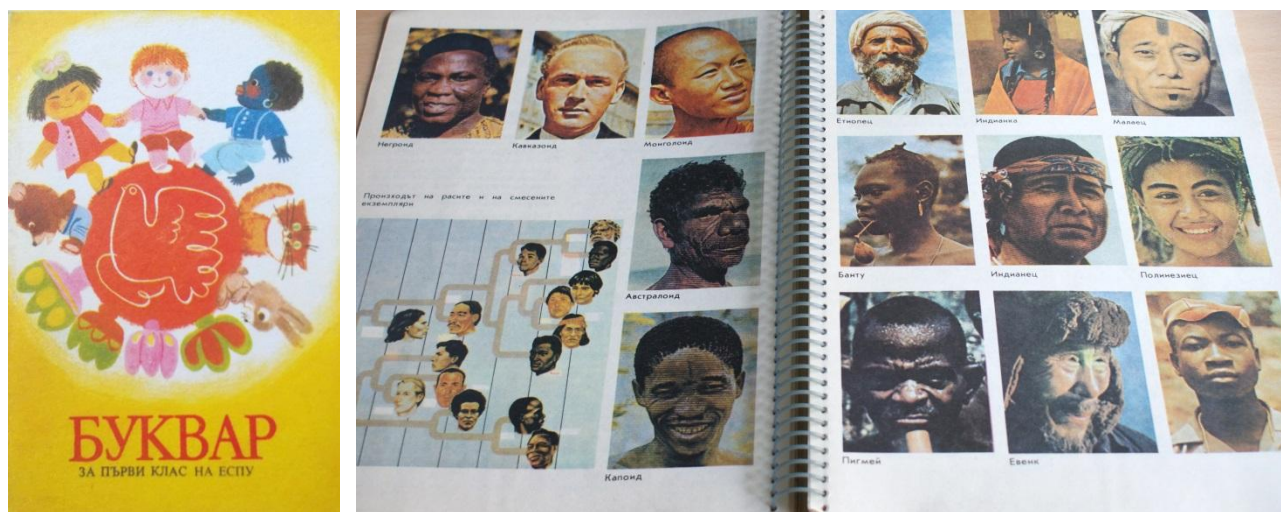 БУКВАР
ЗА ПЪРВИ КЛАС НА ЕСПУ
Негроид
Кавказоид
Монголоид
Произходът на расите и на смесените
екземпляри
Австралоид
Капоид
Етиопец
Индианка
Малаец
Банту
Индианец
Полинезиец
Пигмей
Евенк